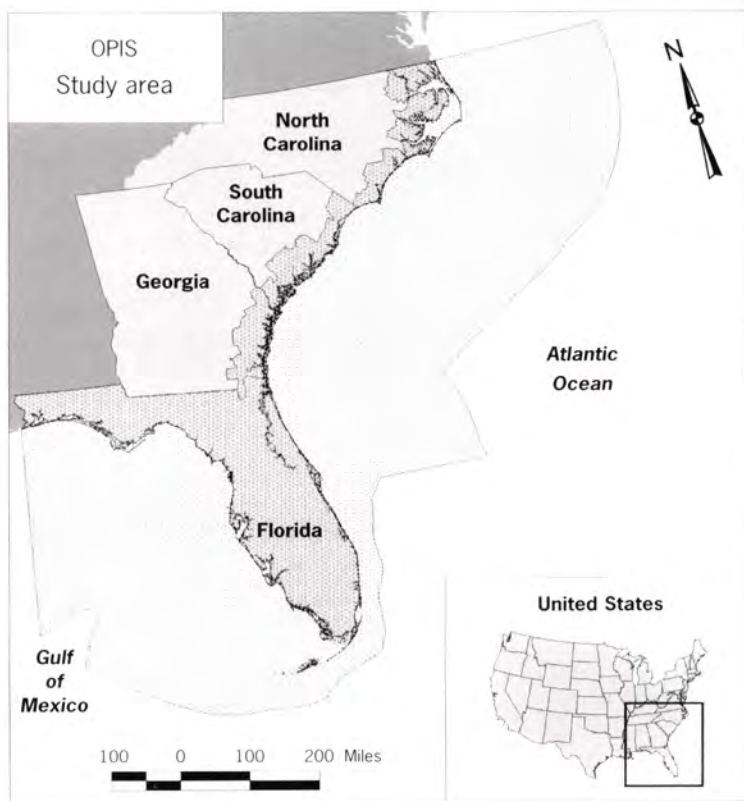 OPIS
Study area
N
North
Carolina
South
Carolina
Georgia
Atlantic
Ocean
Florida
United States
Gulf
of
Mexico
100 0 100 200 Miles